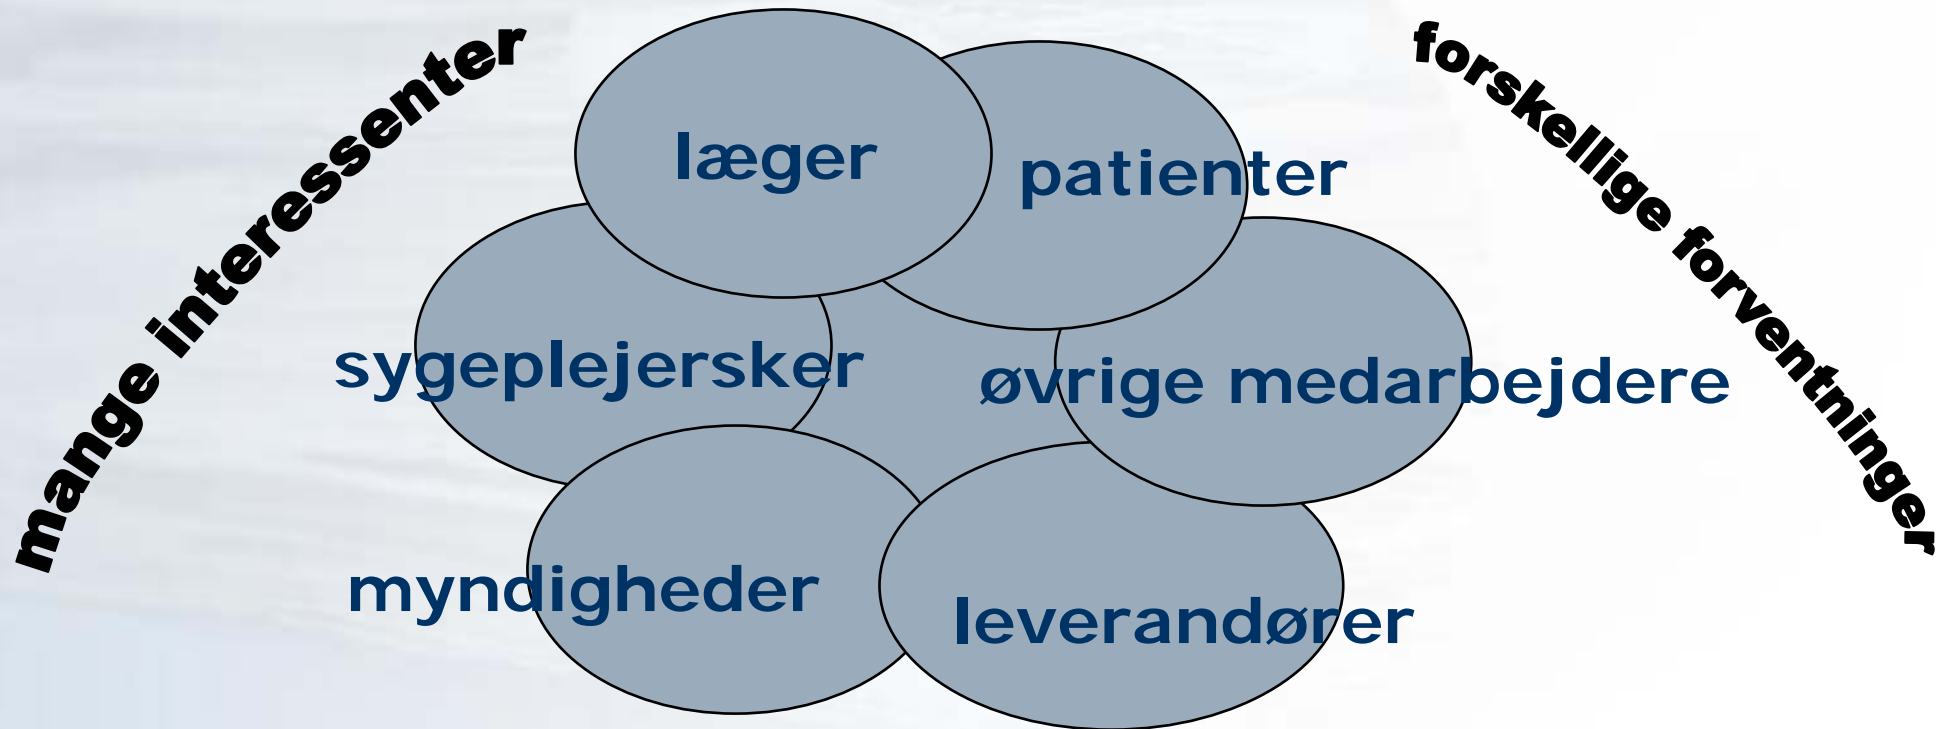 mange interessenter
forskellige forventninger
læger
patienter
sygeplejersker
øvrige medarbejdere
myndigheder
leverandører